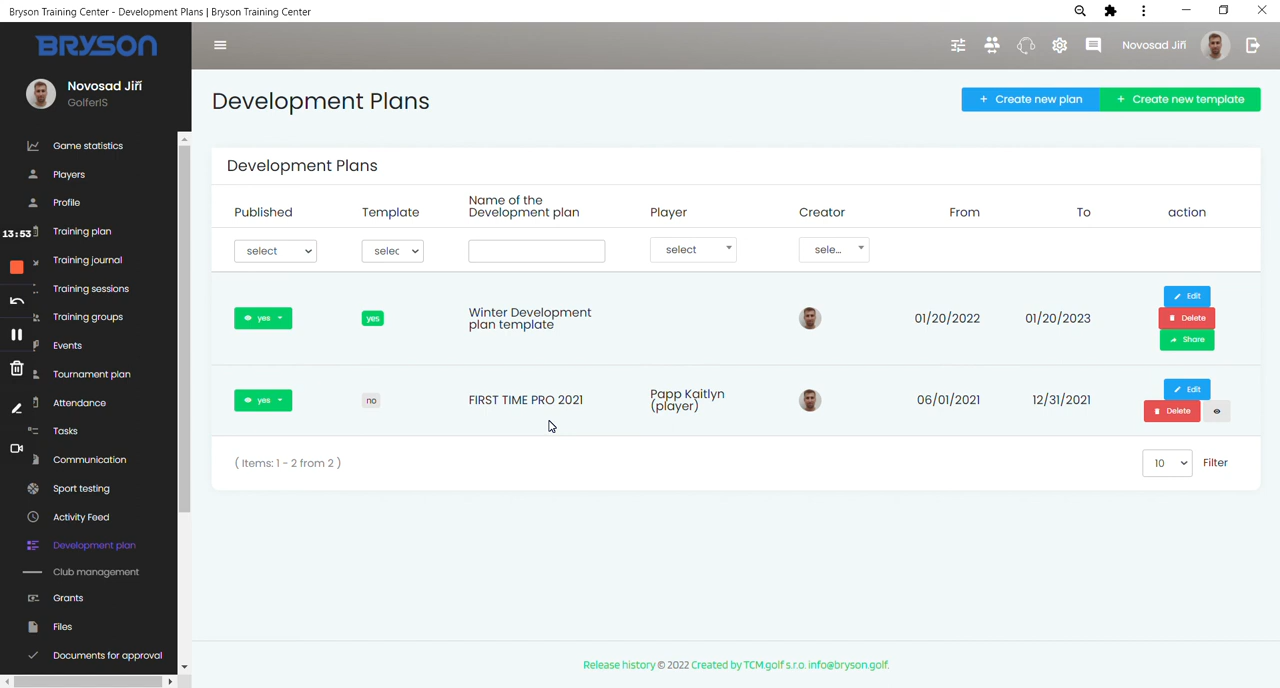 Bryson Training Center - Development Plans | Bryson Training Center
BRYSON
Novosad Jiří
GolferIS
Game statistics
Players
Profile
13:53
Training plan
Training journal
Training sessions
Training groups
Events
Tournament plan
Attendance
Tasks
Communication
Sport testing
Activity Feed
Development plan
Club management
Grants
Files
Documents for approval
Novosad Jiří
Development Plans
+ Create new plan
+ Create new template
Development Plans
Published
Template
Name of the
Development plan
Player
Creator
From
To
action
select
selec
select
sele...
yes
yes
Winter Development
plan template
01/20/2022
01/20/2023
Edit
Delete
Share
yes
no
FIRST TIME PRO 2021
Papp Kaitlyn
(player)
06/01/2021
12/31/2021
Edit
Delete
( Items: 1 - 2 from 2 )
10
Filter
Release history © 2022 Created by TCM.golf s.r.o. info@bryson.golf.